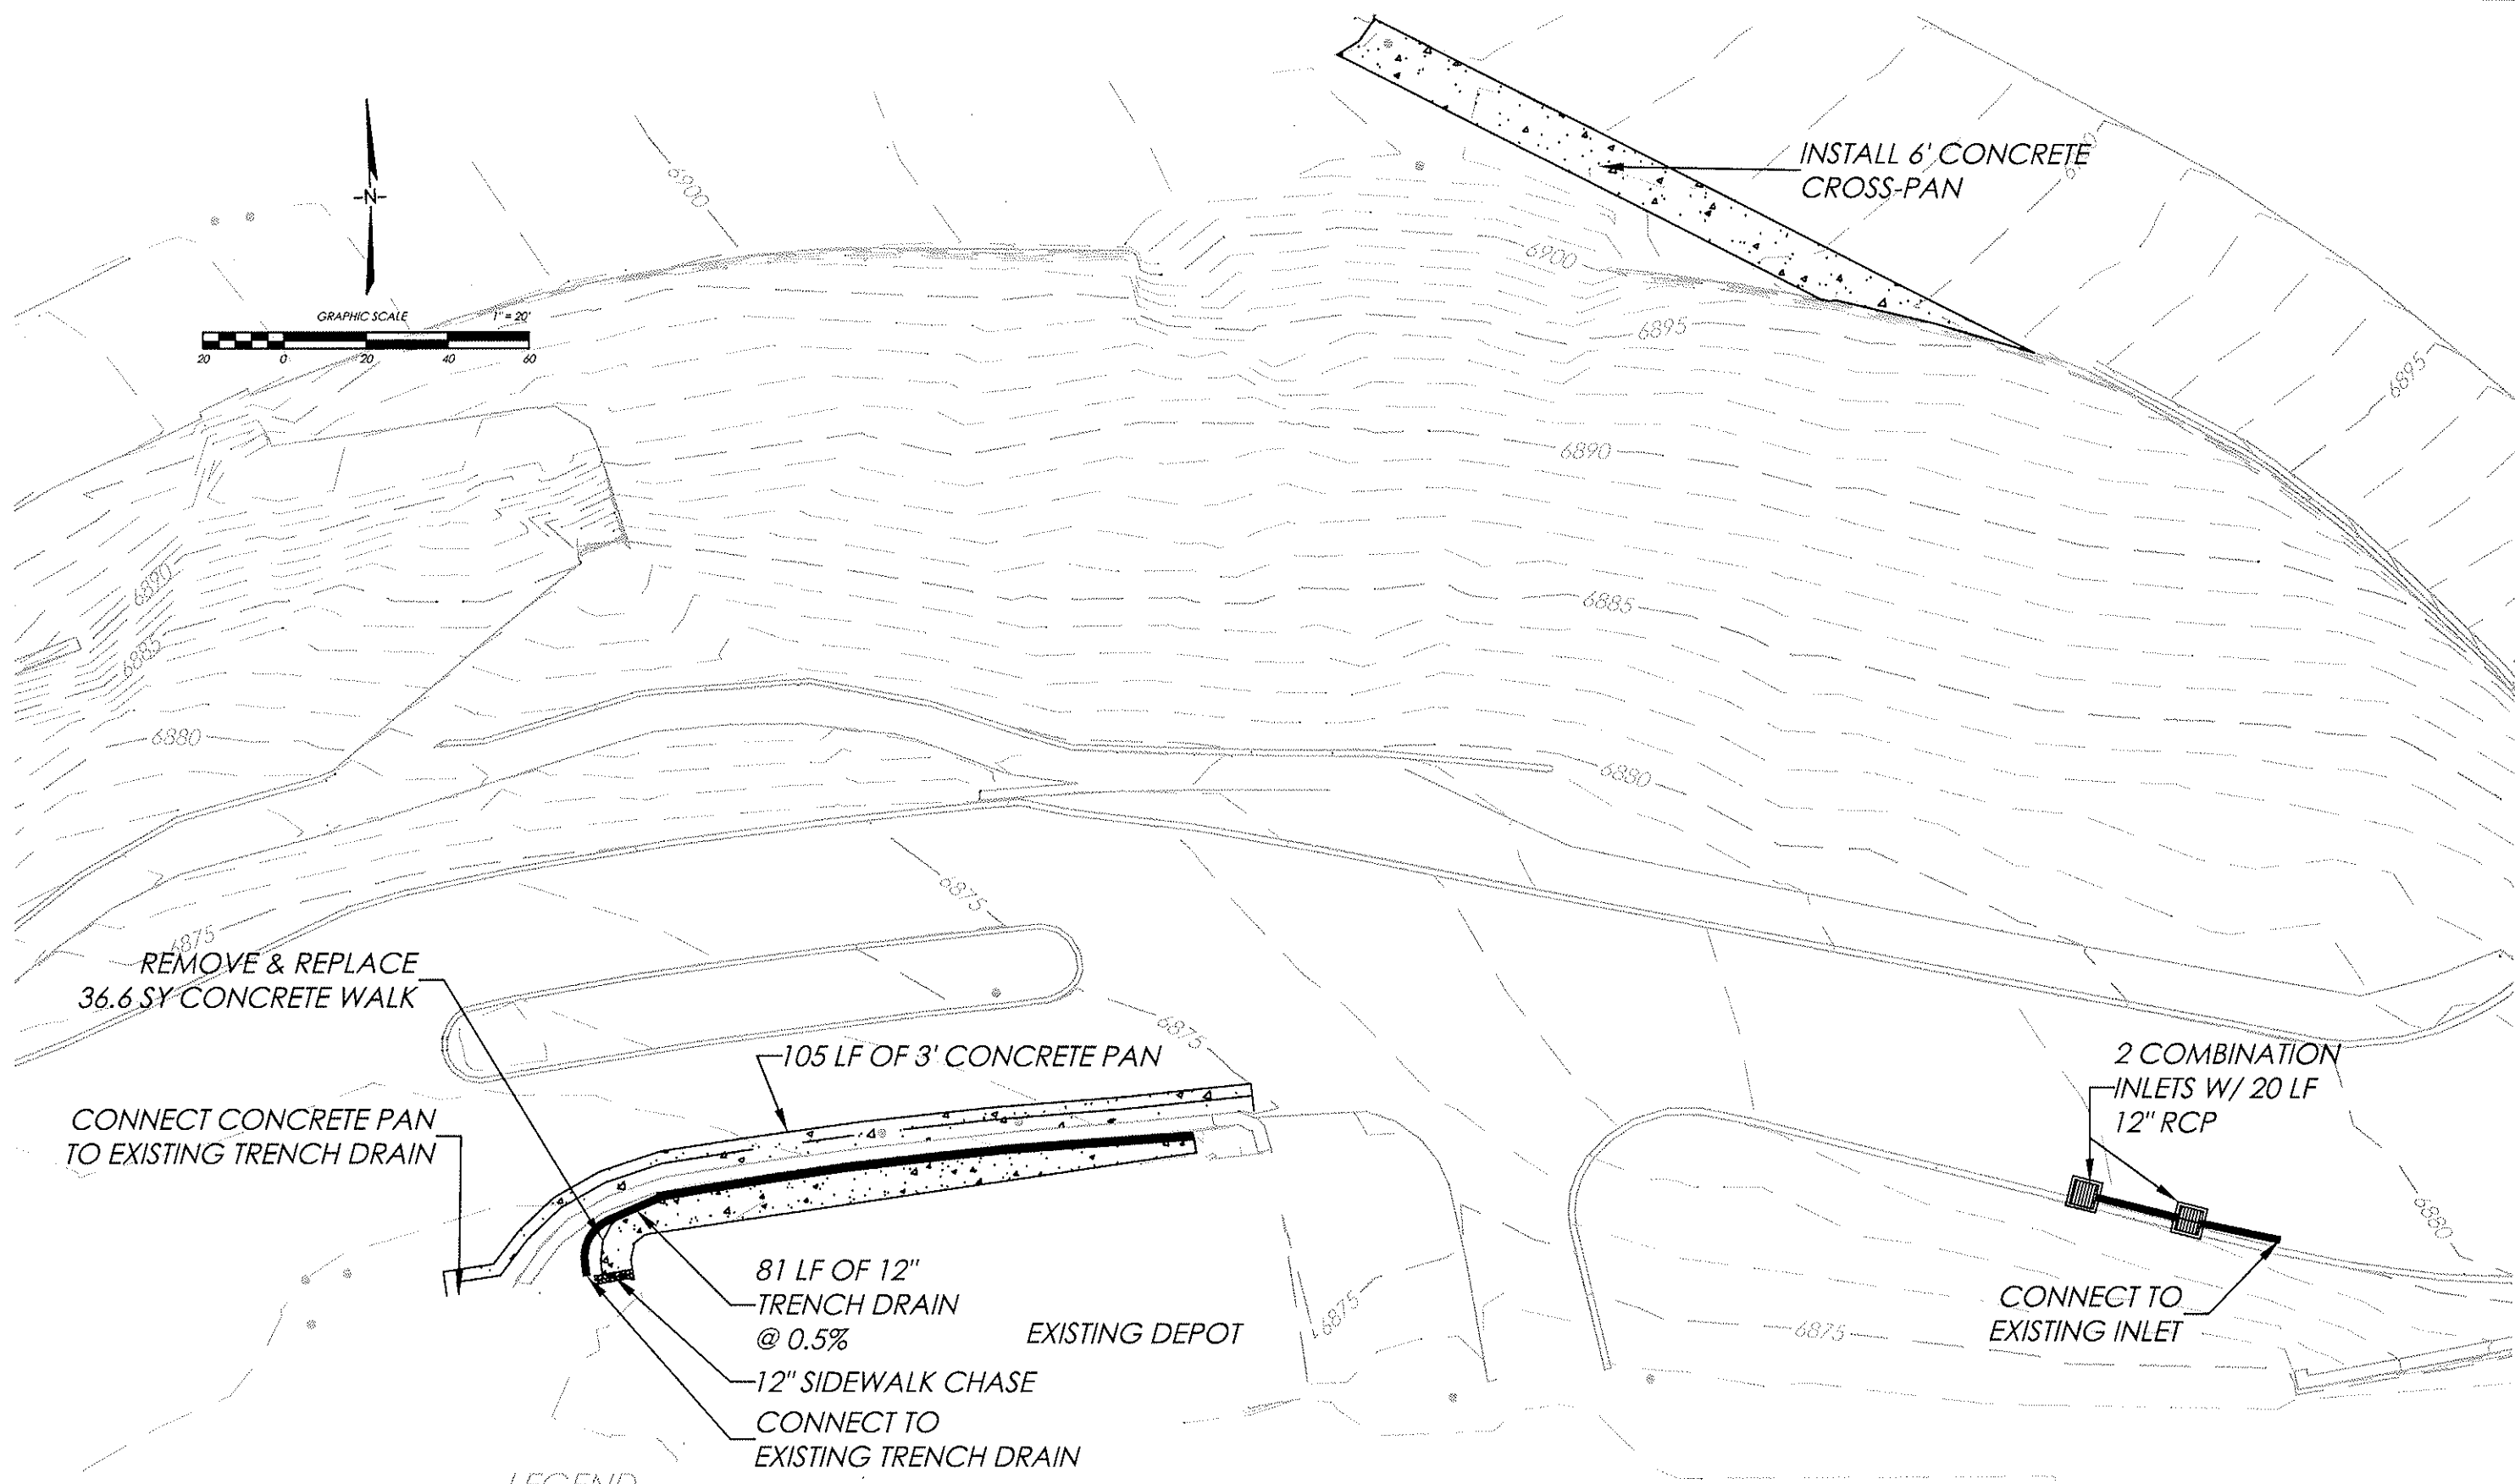 INSTALL 6' CONCRETE
CROSS-PAN
6900
6900
-N-
GRAPHIC SCALE
1" = 20'
20 0 20 40 60
6900
6895
6895
6890
6890
6885
6885
6880
6880
6875
6875
REMOVE & REPLACE
36.6 SY CONCRETE WALK
6875
105 LF OF 3' CONCRETE PAN
2 COMBINATION
INLETS W/ 20 LF
12" RCP
CONNECT CONCRETE PAN
TO EXISTING TRENCH DRAIN
6880
81 LF OF 12"
TRENCH DRAIN
@ 0.5%
EXISTING DEPOT
6875
6875
CONNECT TO
EXISTING INLET
12" SIDEWALK CHASE
CONNECT TO
EXISTING TRENCH DRAIN
LEGEND